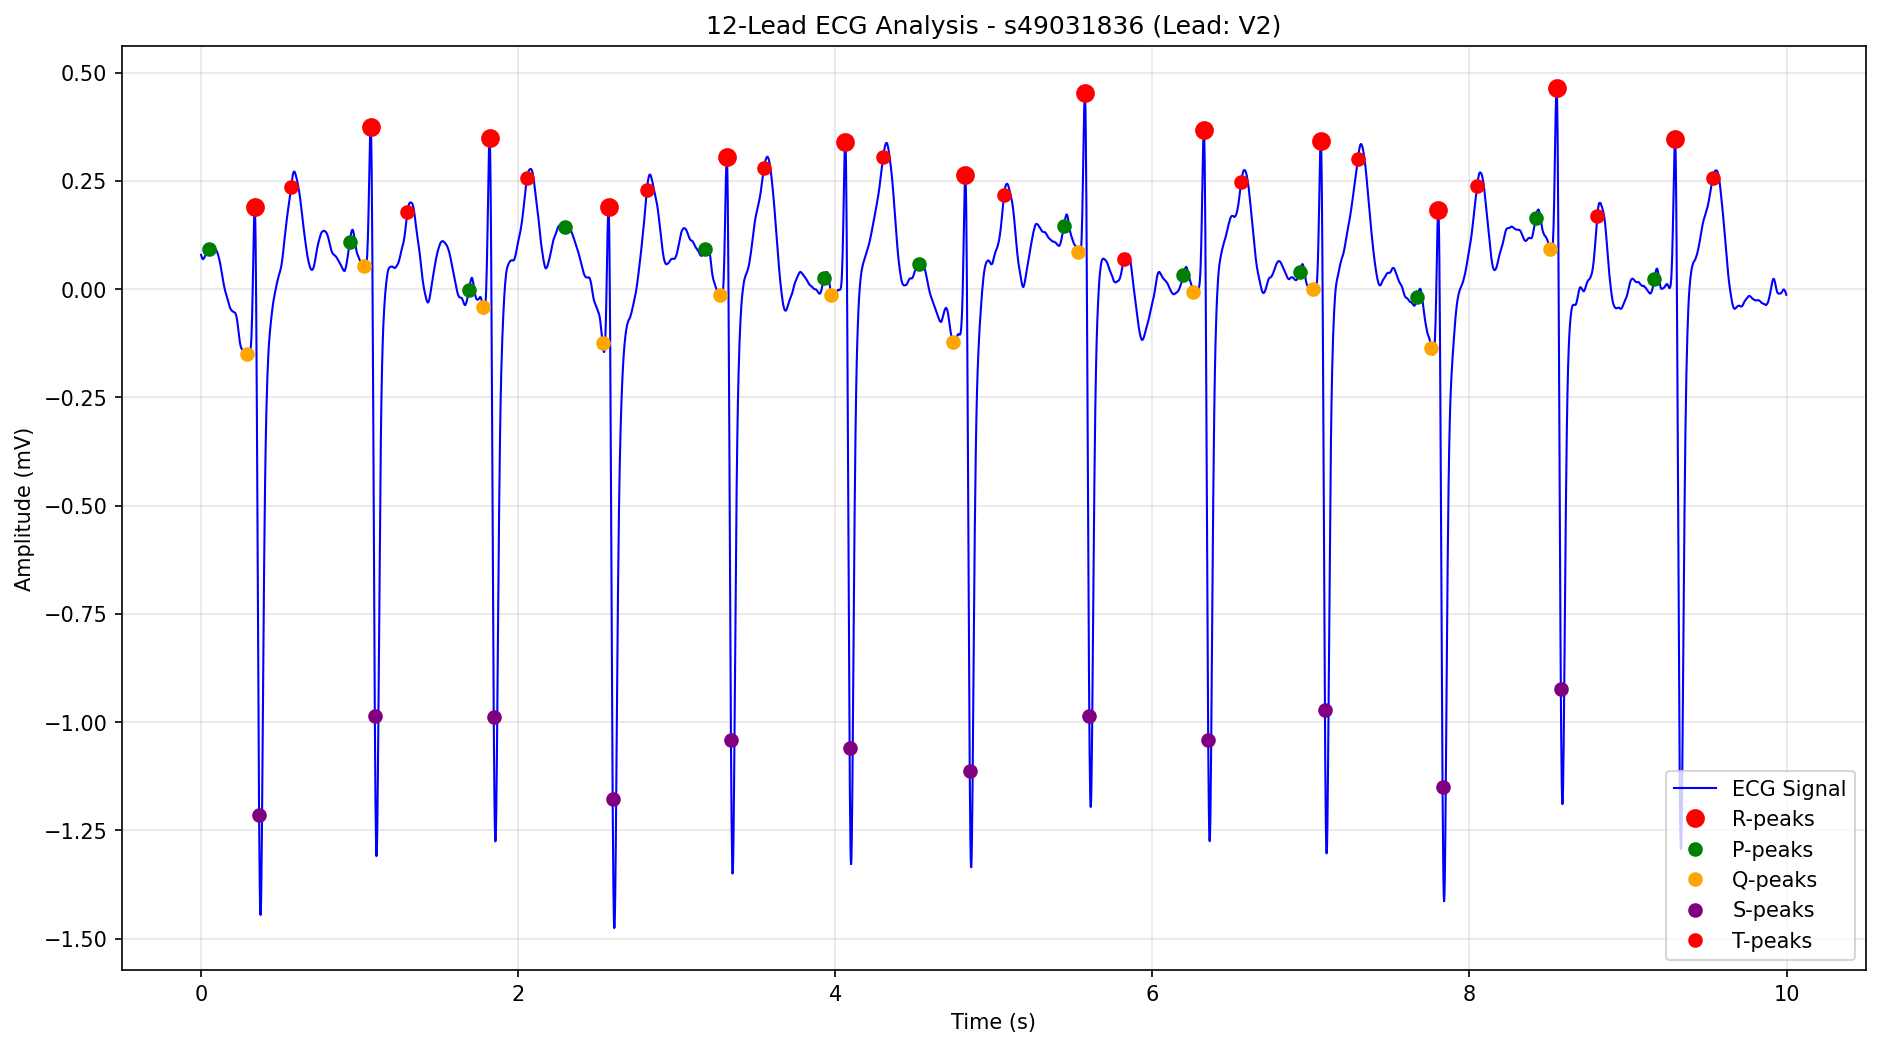 12-Lead ECG Analysis - s49031836 (Lead: V2)
Amplitude (mV)
0.50
0.25
0.00
−0.25
−0.50
−0.75
−1.00
−1.25
−1.50
0
2
4
6
8
10
Time (s)
ECG Signal
R-peaks
P-peaks
Q-peaks
S-peaks
T-peaks